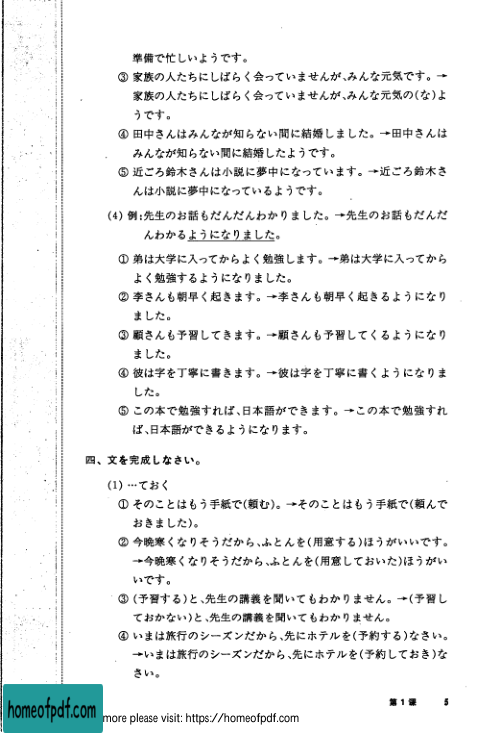 準備で忙しいようです。
③ 家族の人たちにしばらく会っていませんが、みんな元気です。→
家族の人たちにしばらく会っていませんが、みんな元気の(な)よ
うです。
④ 田中さんはみんなが知らない間に結婚しました。→田中さんは
みんなが知らない間に結婚したようです。
⑤ 近ごろ鈴木さんは小説に夢中になっています。→近ごろ鈴木さ
んは小説に夢中になっているようです。
(4) 例:先生のお話もだんだんわかりました。→先生のお話もだんだ
んわかるようになりました。
① 弟は大学に入ってからよく勉強します。→弟は大学に入ってから
よく勉強するようになりました。
② 李さんも朝早く起きます。→李さんも朝早く起きるようになり
ました。
③ 顧さんも予習してきます。→顧さんも予習してくるようになり
ました。
④ 彼は字を丁寧に書きます。→彼は字を丁寧に書くようになりま
した。
⑤ この本で勉強すれば、日本語ができます。→この本で勉強すれ
ば、日本語ができるようになります。
四、文を完成しなさい。
(1) …ておく
① そのことはもう手紙で(頼む)。→そのことはもう手紙で(頼んで
おきました)。
② 今晩寒くなりそうだから、ふとんを(用意する)ほうがいいです。
→今晩寒くなりそうだから、ふとんを(用意しておいた)ほうがい
いです。
③ (予習する)と、先生の講義を聞いてもわかりません。→(予習し
ておかない)と、先生の講義を聞いてもわかりません。
④ いまは旅行のシーズンだから、先にホテルを(予約する)なさい。
→いまは旅行のシーズンだから、先にホテルを(予約しておき)な
さい。
第1课 5
homeofpdf.com
more please visit: https://homeofpdf.com